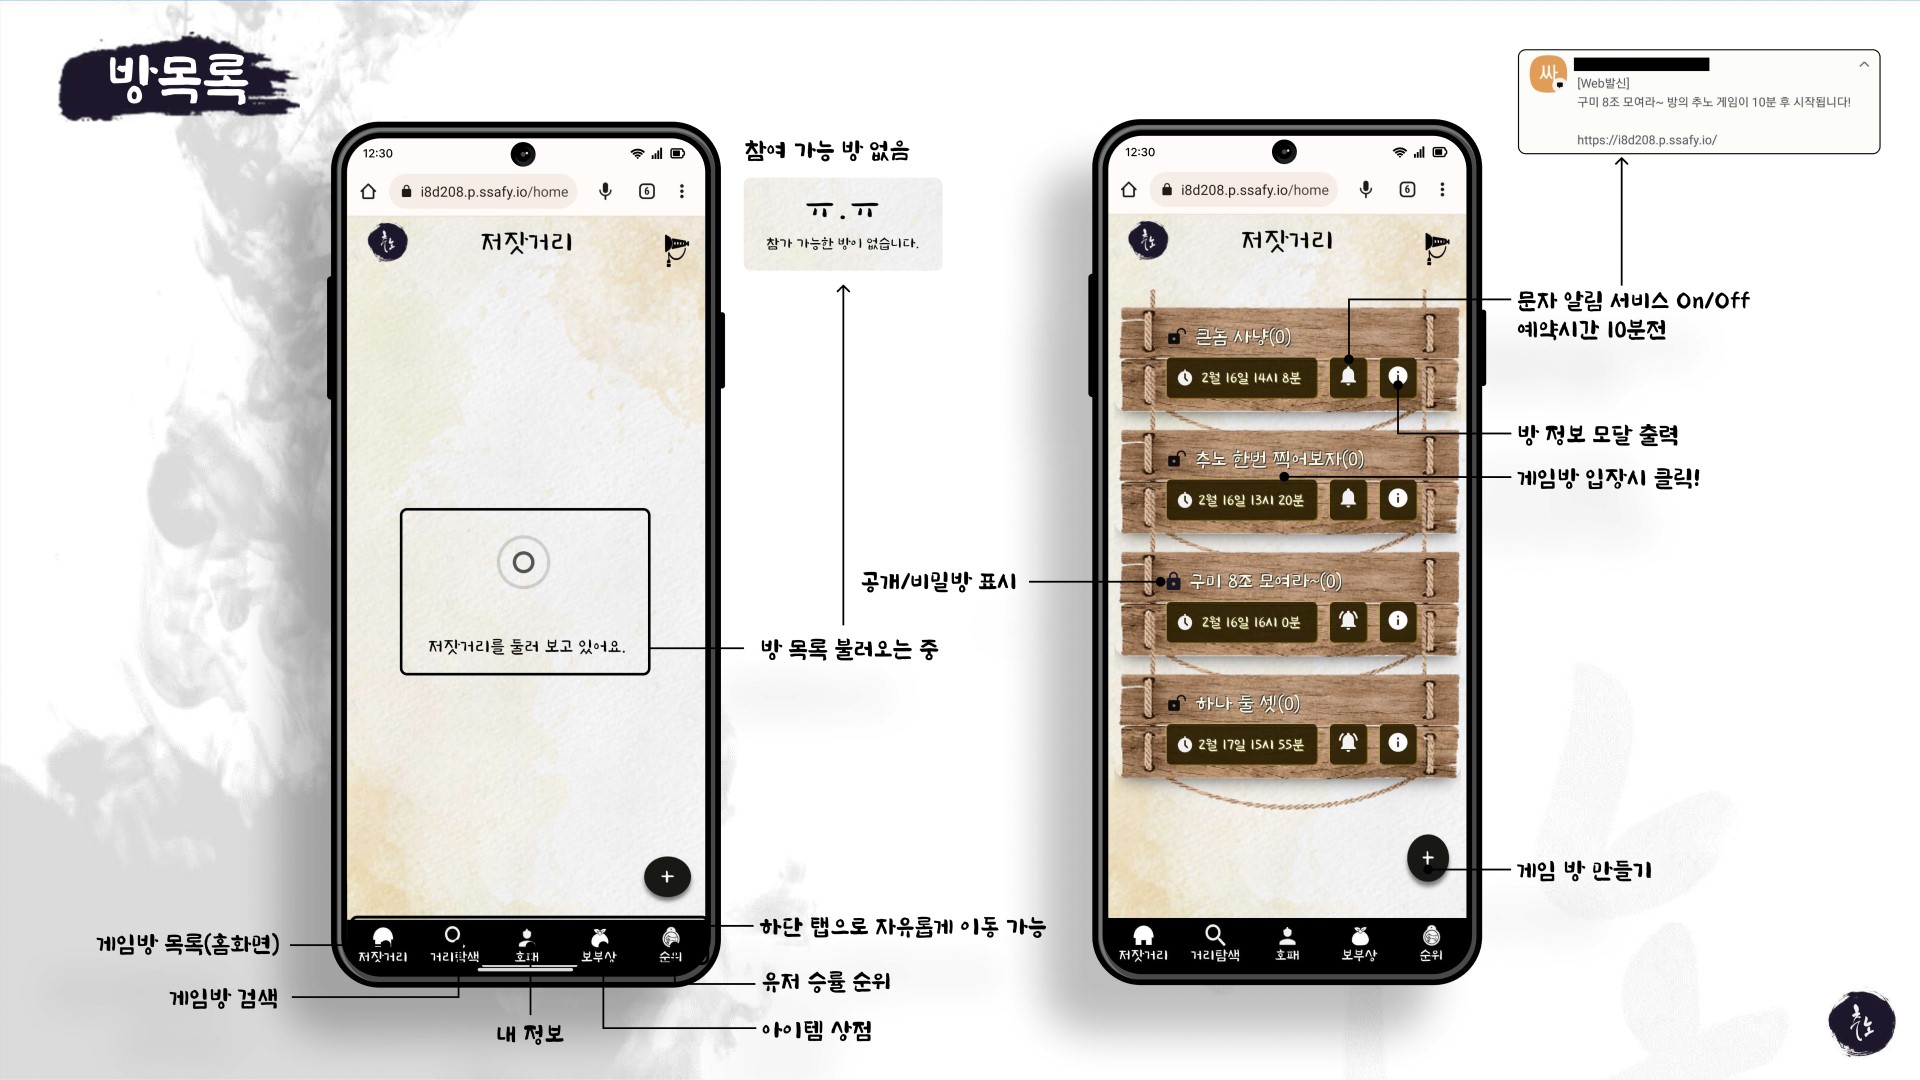 방목록
12:30
i8d208.p.ssafy.io/home
6
추노
저잣거리
저잣거리를 둘러 보고 있어요.
+
저잣거리
거리탐색
호패
보부상
순위
참여 가능 방 없음
ㅠ.ㅠ
참가 가능한 방이 없습니다.
방 목록 불러오는 중
하단 탭으로 자유롭게 이동 가능
게임방 목록(홈화면)
게임방 검색
내 정보
유저 승률 순위
아이템 상점
공개/비밀방 표시
12:30
i8d208.p.ssafy.io/home
6
추노
저잣거리
큰놈 사냥(0)
2월 16일 14시 8분
추노 한번 찍어보자(0)
2월 16일 13시 20분
구미 8조 모여라~(0)
2월 16일 16시 0분
하나 둘 셋(0)
2월 17일 15시 55분
+
저잣거리
거리탐색
호패
보부상
순위
싸
[Web발신]
구미 8조 모여라~ 방의 추노 게임이 10분 후 시작됩니다!
https://i8d208.p.ssafy.io/
문자 알림 서비스 On/Off
예약시간 10분전
방 정보 모달 출력
게임방 입장시 클릭!
게임 방 만들기
추노